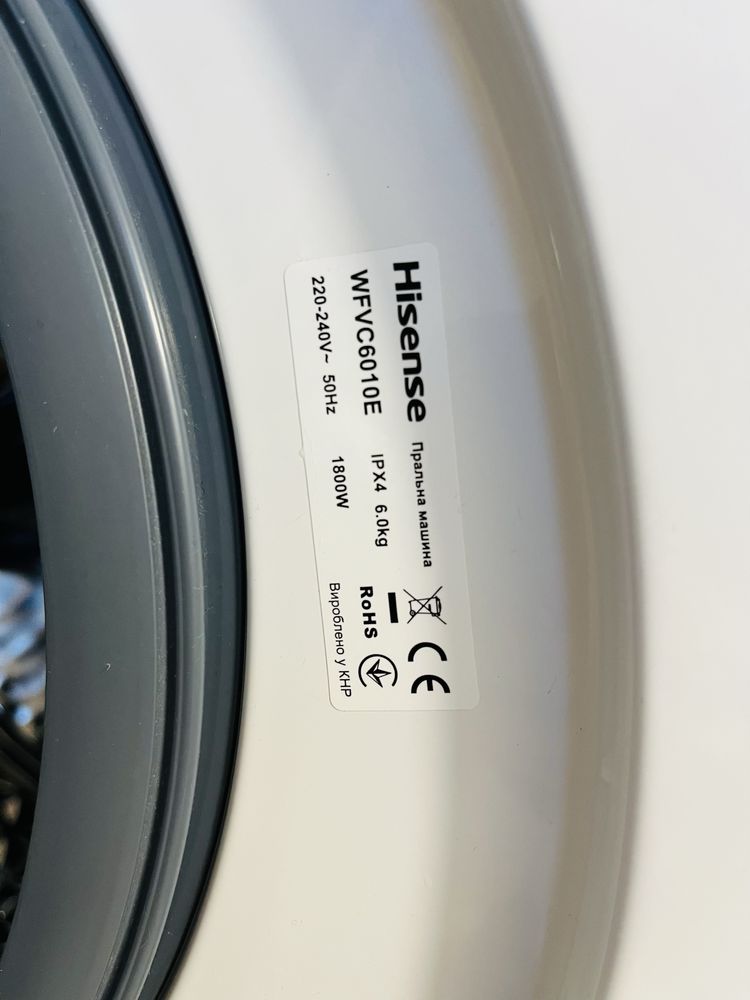 Hisense Пральна машина CE
WFVC6010E IPX4 6.0kg RoHS
220-240V~ 50Hz 1800W Вироблено у КНР